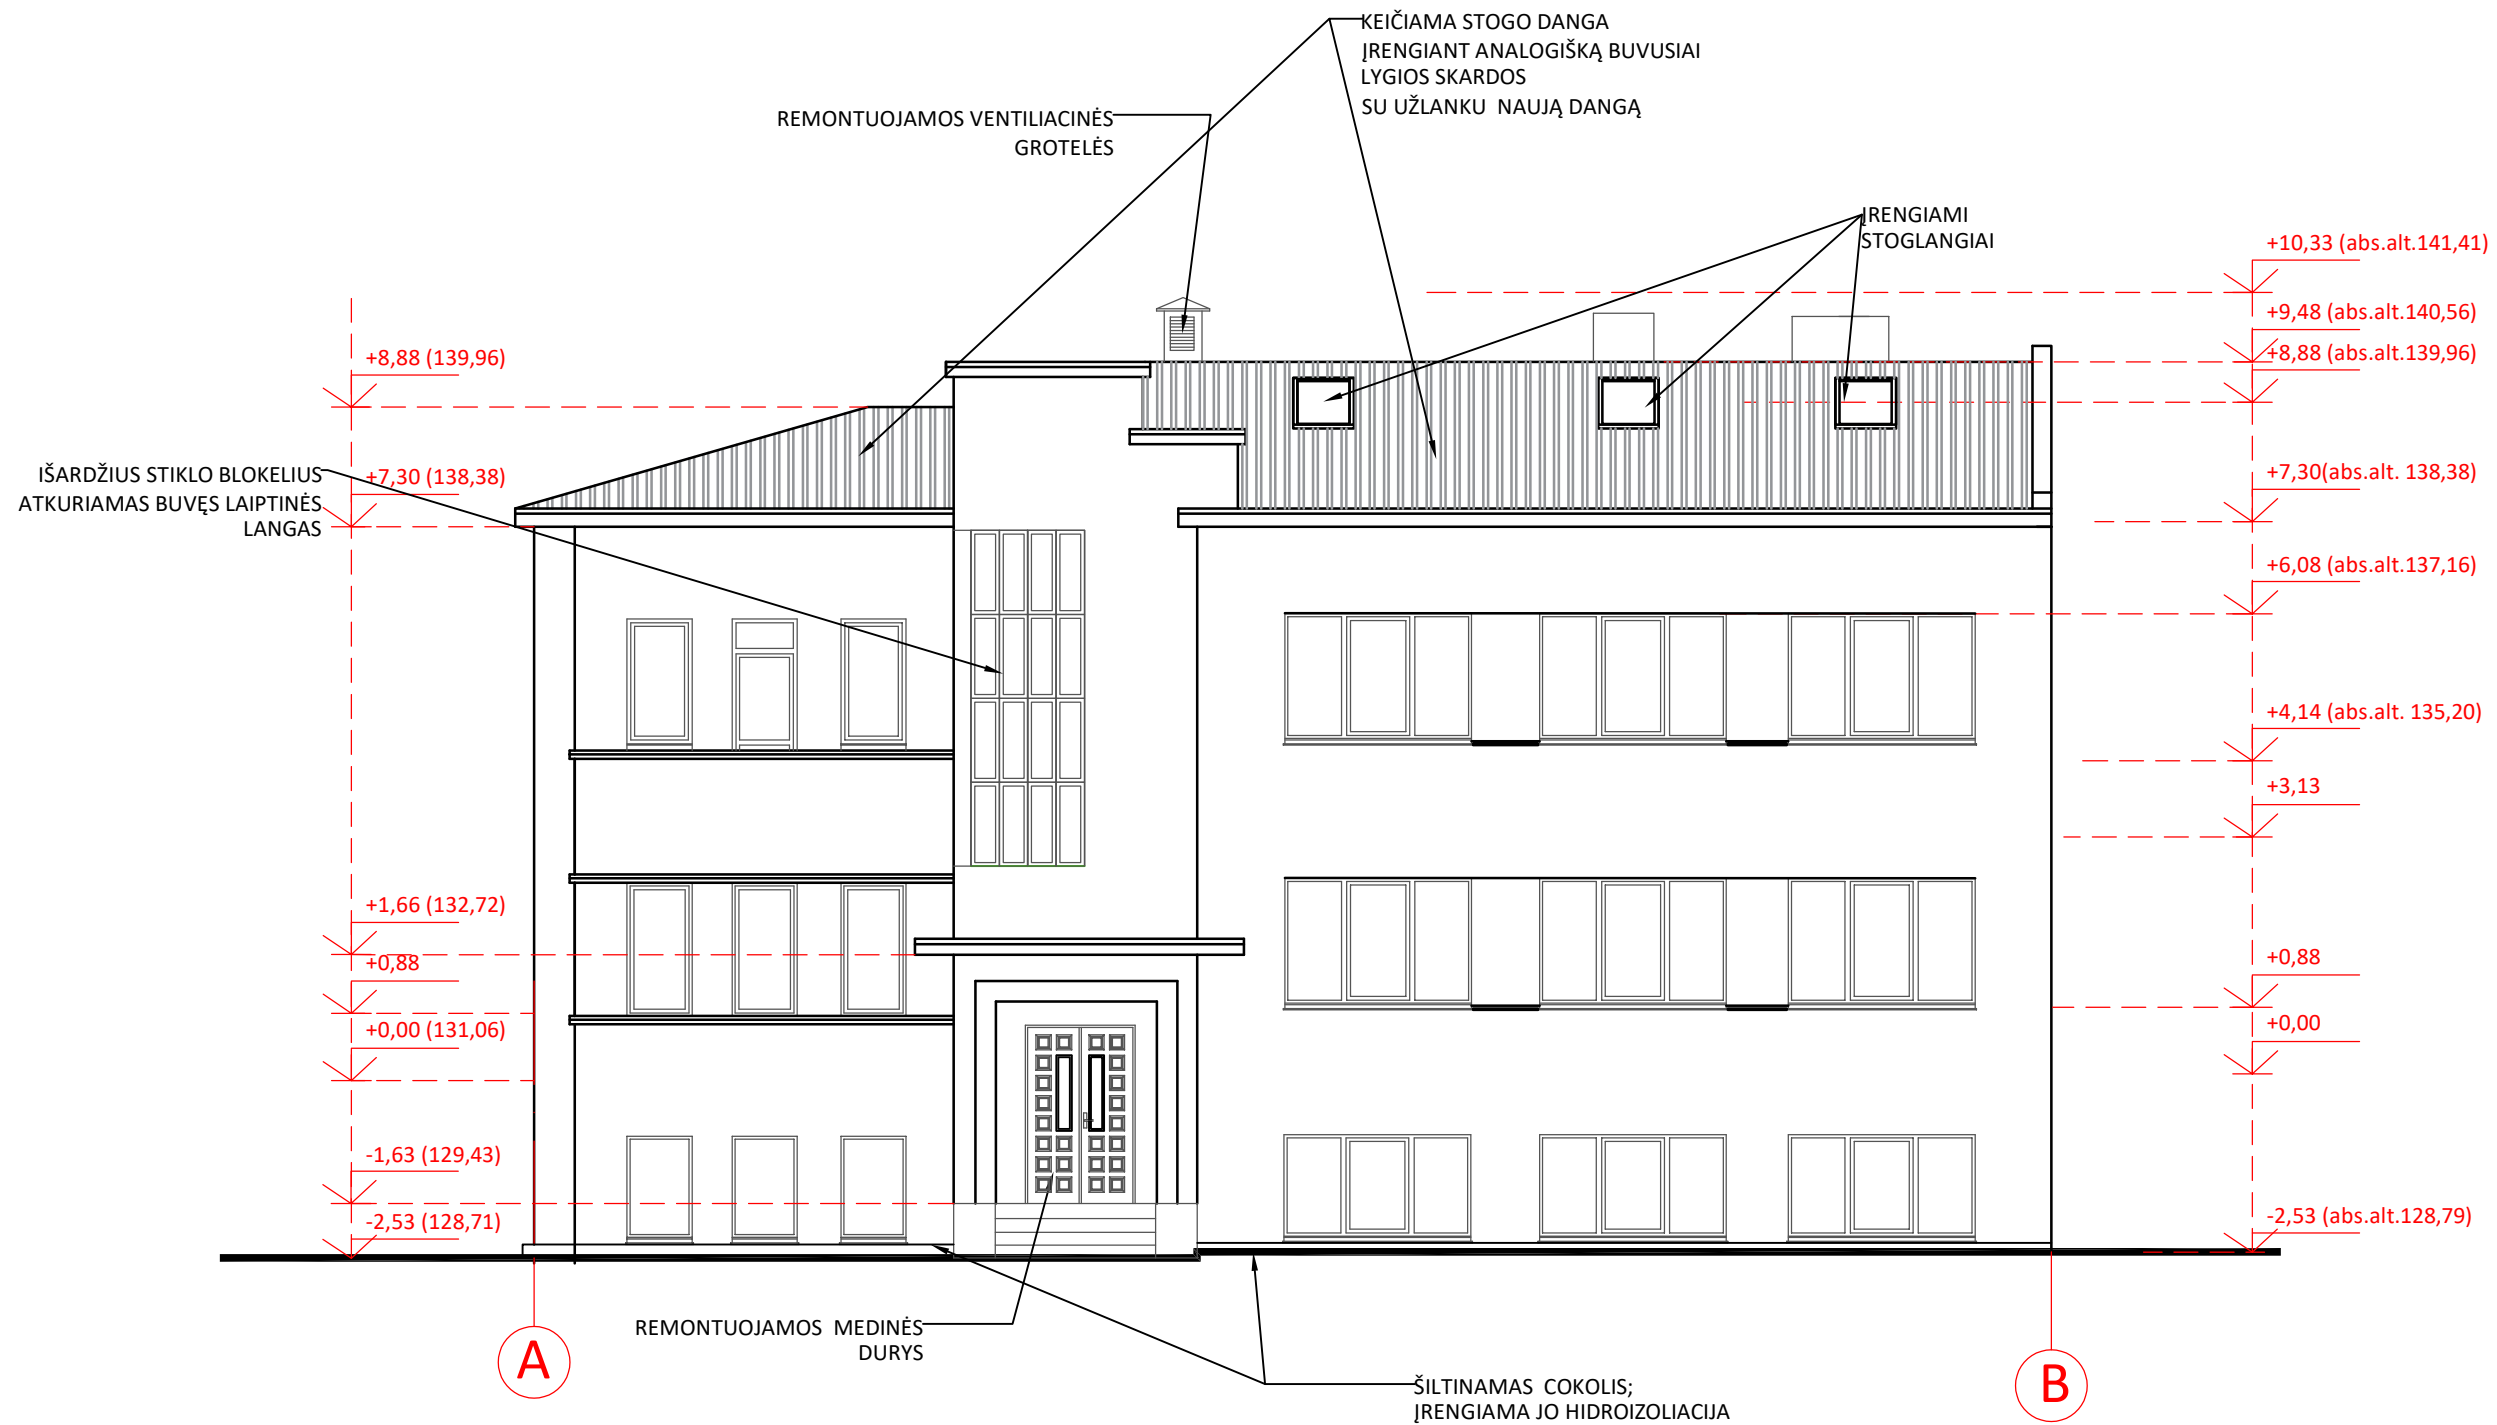 KEIČIAMA STOGO DANGA
ĮRENGIANT ANALOGIŠKĄ BUVUSIAI
LYGIOS SKARDOS
SU UŽLANKU NAUJĄ DANGĄ
REMONTUOJAMOS VENTILIACINĖS
GROTELĖS
ĮRENGIAMI
STOGLANGIAI
IŠARDŽIUS STIKLO BLOKELIUS
ATKURIAMAS BUVĘS LAIPTINĖS
LANGAS
+8,88 (139,96)
+7,30 (138,38)
+1,66 (132,72)
+0,88
+0,00 (131,06)
-1,63 (129,43)
-2,53 (128,71)
+10,33 (abs.alt.141,41)
+9,48 (abs.alt.140,56)
+8,88 (abs.alt.139,96)
+7,30(abs.alt. 138,38)
+6,08 (abs.alt.137,16)
+4,14 (abs.alt. 135,20)
+3,13
+0,88
+0,00
-2,53 (abs.alt.128,79)
REMONTUOJAMOS MEDINĖS
DURYS
ŠILTINAMAS COKOLIS;
ĮRENGIAMA JO HIDROIZOLIACIJA
A
B